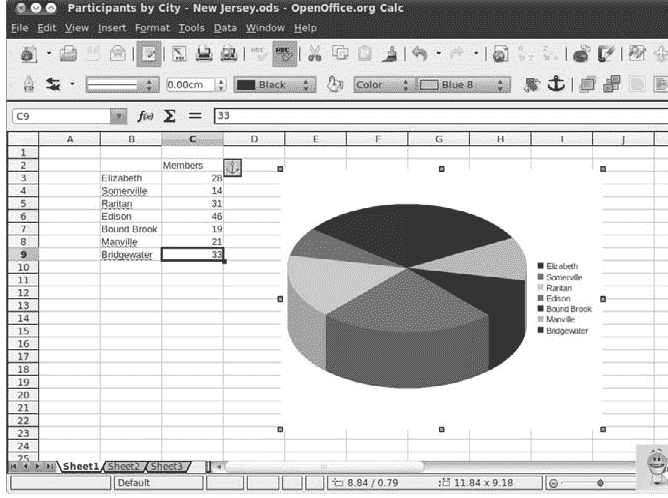 Participants by City - New Jersey.ods - OpenOffice.org Calc
File Edit View Insert Format Tools Data Window Help
0.00cm Black Color Blue 8
C9 f(x) Σ = 33
A B C D E F G H I J
1
2 Members
3 Elizabeth 28
4 Somerville 14
5 Raritan 31
6 Edison 46
7 Bound Brook 19
8 Manville 21
9 Bridgewater 33
10
11
12
13
14
15
16
17
18
19
20
21
22
23
24
25
Elizabeth
Somerville
Raritan
Edison
Bound Brook
Manville
Bridgewater
Sheet1 Sheet2 Sheet3
Default 8.84 / 0.79 11.84 x 9.18